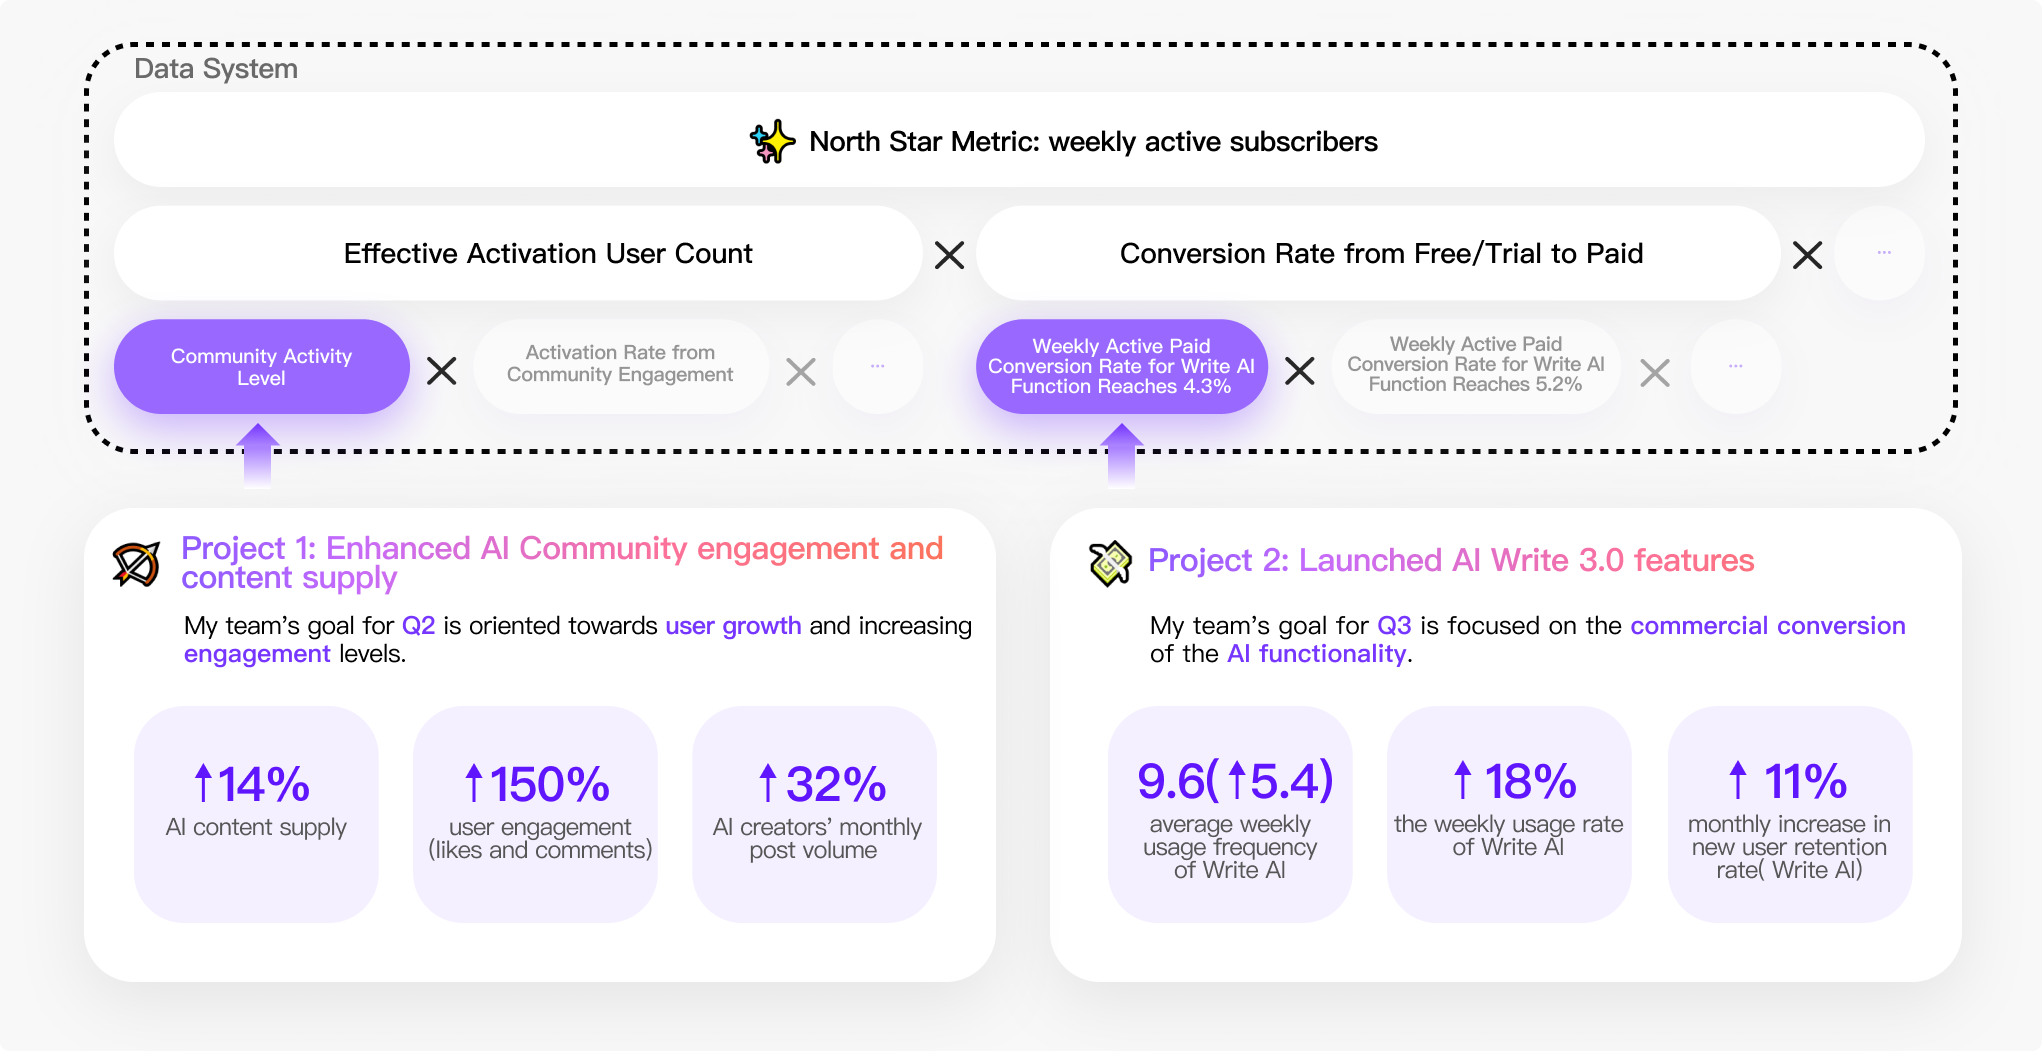 Data System
North Star Metric: weekly active subscribers
Effective Activation User Count
Conversion Rate from Free/Trial to Paid
...
Community Activity
Level
Activation Rate from
Community Engagement
...
Weekly Active Paid
Conversion Rate for Write AI
Function Reaches 4.3%
Weekly Active Paid
Conversion Rate for Write AI
Function Reaches 5.2%
...
Project 1: Enhanced AI Community engagement and
content supply
My team's goal for Q2 is oriented towards user growth and increasing
engagement levels.
↑14%
AI content supply
↑150%
user engagement
(likes and comments)
↑32%
AI creators' monthly
post volume
Project 2: Launched AI Write 3.0 features
My team's goal for Q3 is focused on the commercial conversion
of the AI functionality.
9.6(↑5.4)
average weekly
usage frequency
of Write AI
↑18%
the weekly usage rate
of Write AI
↑ 11%
monthly increase in
new user retention
rate( Write AI)